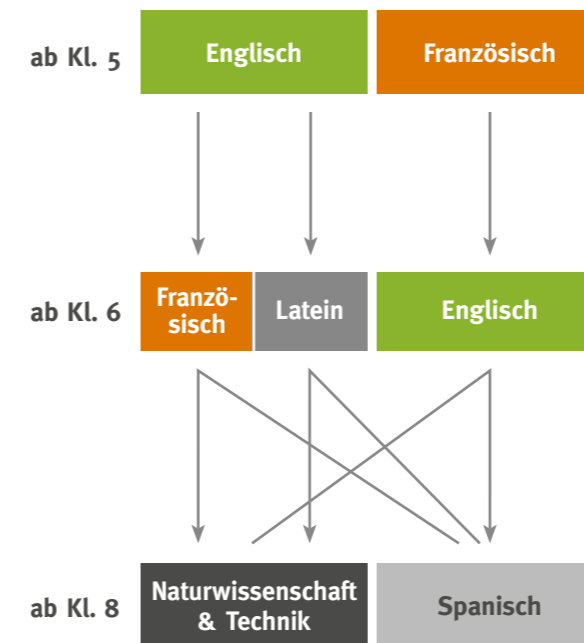 ab Kl. 5
Englisch
Französisch
ab Kl. 6
Franzö-
sisch
Latein
Englisch
ab Kl. 8
Naturwissenschaft
& Technik
Spanisch